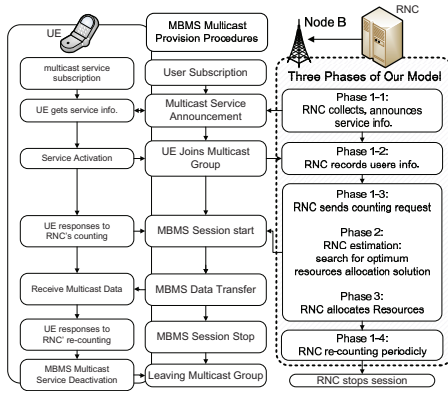 UE
MBMS Multicast
Provision Procedures
Node B
RNC
multicast service
subscription
UE gets service info.
Service Activation
UE responses to
RNC's counting
Receive Multicast Data
UE responses to
RNC' re-counting
MBMS Multicast
Service Deactivation
User Subscription
Multicast Service
Announcement
UE Joins Multicast
Group
MBMS Session start
MBMS Data Transfer
MBMS Session Stop
Leaving Multicast Group
Three Phases of Our Model
Phase 1-1:
RNC collects, announces
service info.
Phase 1-2:
RNC records users info.
Phase 1-3:
RNC sends counting request
Phase 2:
RNC estimation:
search for optimum
resources allocation solution
Phase 3:
RNC allocates Resources
Phase 1-4:
RNC re-counting periodicly
RNC stops session